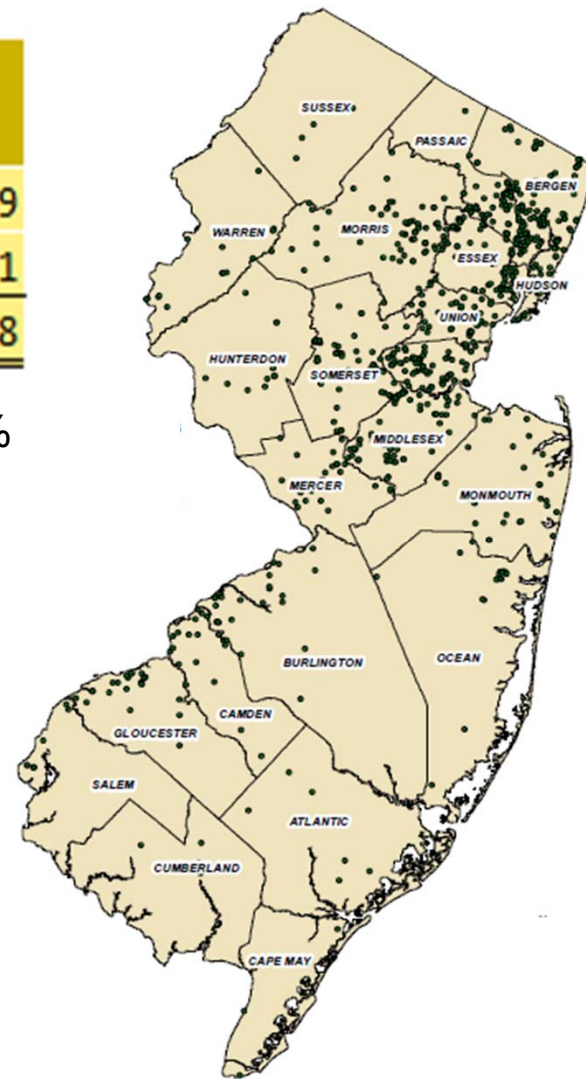 9
1
8
%
SUSSEX
PASSAIC
BERGEN
WARREN
MORRIS
ESSEX
HUDSON
UNION
HUNTERDON
SOMERSET
MIDDLESEX
MERCER
MONMOUTH
BURLINGTON
OCEAN
CAMDEN
GLOUCESTER
SALEM
ATLANTIC
CUMBERLAND
CAPE MAY